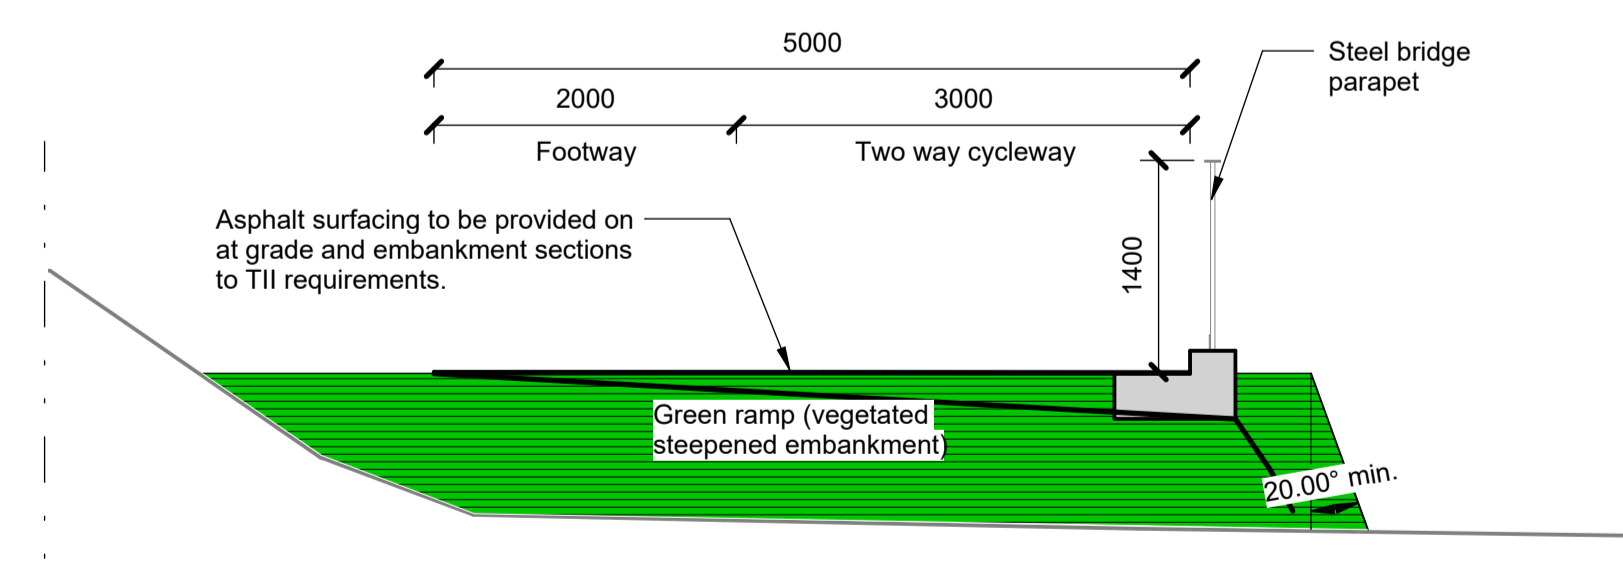 5000
Steel bridge
parapet
2000
3000
Footway
Two way cycleway
Asphalt surfacing to be provided on
at grade and embankment sections
to TII requirements.
1400
Green ramp (vegetated
steepened embankment)
20.00° min.